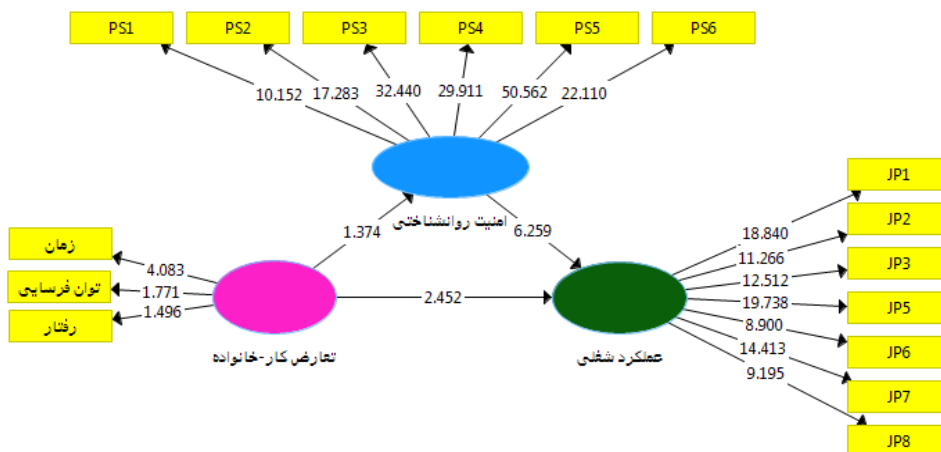 PS1 PS2 PS3 PS4 PS5 PS6
10.152 17.283 32.440 29.911 50.562 22.110
امنیت روانشناختی
1.374
6.259
زمان
توان فرسایی
رفتار
4.083
1.771
1.496
تعارض کار-خانواده
2.452
عملکرد شغلی
18.840
11.266
12.512
19.738
8.900
14.413
9.195
JP1
JP2
JP3
JP5
JP6
JP7
JP8